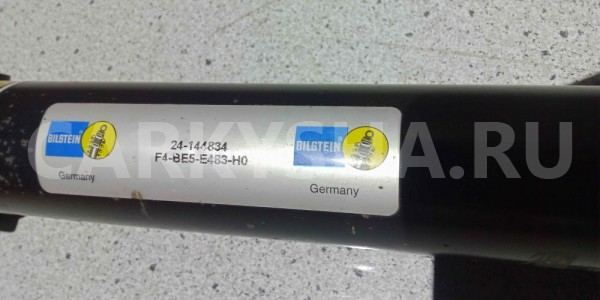 BILSTEIN
Germany
24-144834
F4-BE5-E483-H0
BILSTEIN
Germany
CARKYSHA.RU